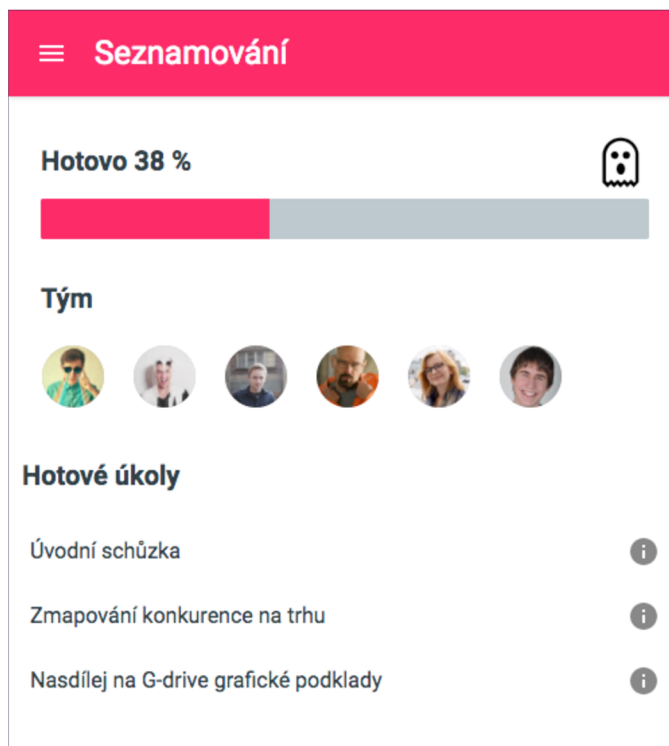 Seznamování
Hotovo 38 %
Tým
Hotové úkoly
Úvodní schůzka
Zmapování konkurence na trhu
Nasdílej na G-drive grafické podklady